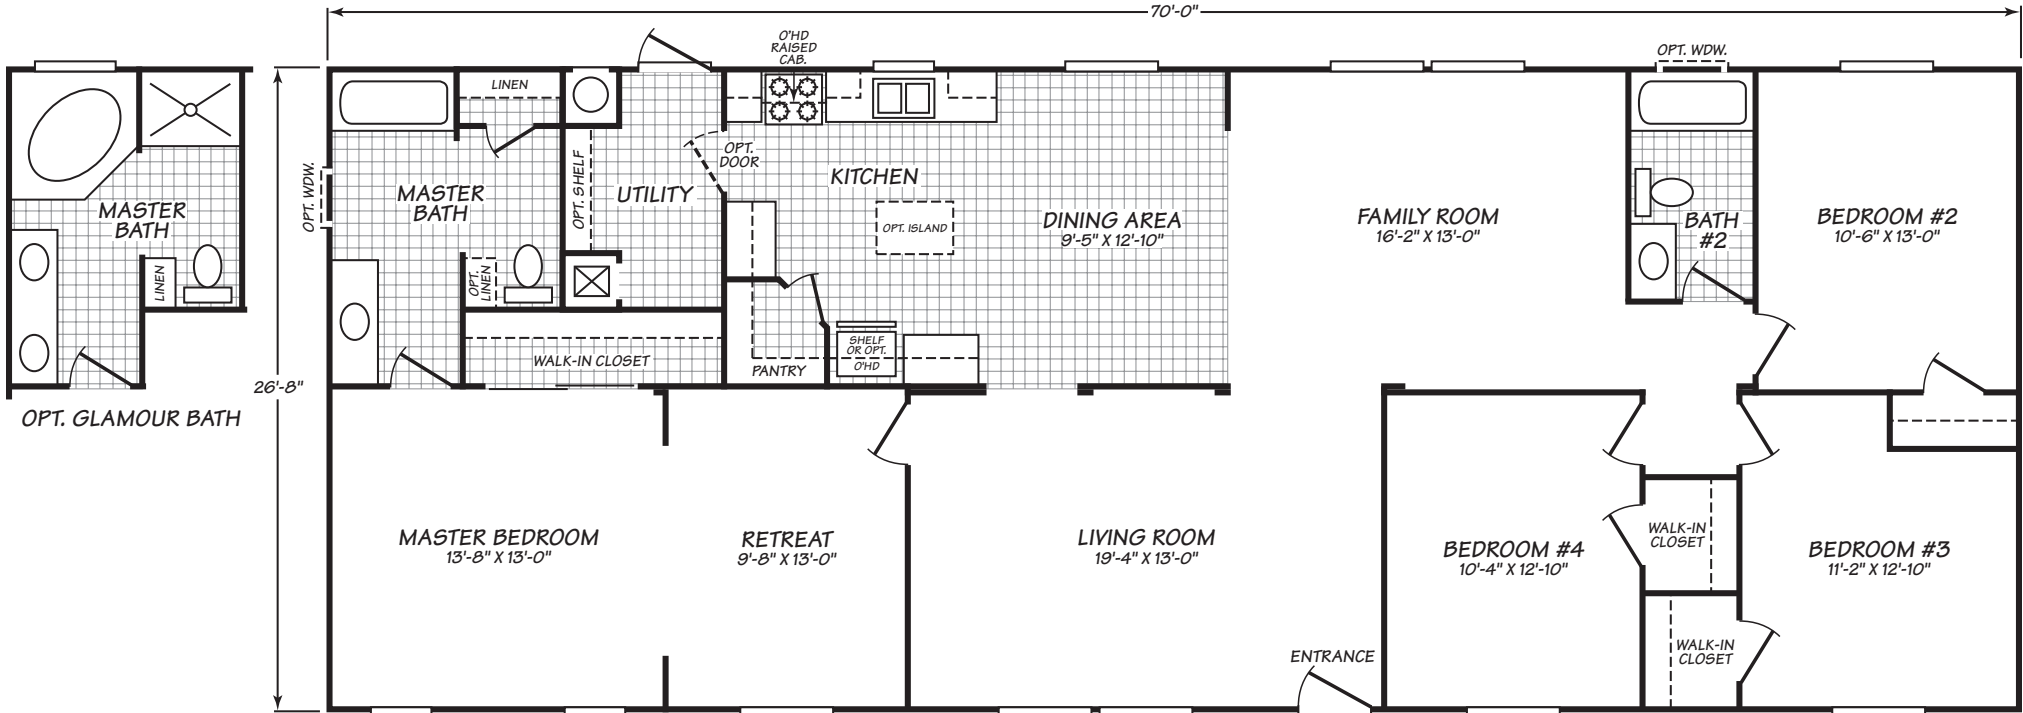 70'-0"
O'HD
RAISED
CAB.
OPT. WDW.
LINEN
OPT. WDW.
OPT. SHELF
OPT.
DOOR
MASTER
BATH
UTILITY
KITCHEN
MASTER
BATH
OPT. ISLAND
DINING AREA
9'-5" X 12'-10"
FAMILY ROOM
16'-2" X 13'-0"
BATH
#2
BEDROOM #2
10'-6" X 13'-0"
LINEN
OPT.
LINEN
SHELF
OR OPT.
O'HD
WALK-IN CLOSET
PANTRY
26'-8"
OPT. GLAMOUR BATH
MASTER BEDROOM
13'-8" X 13'-0"
RETREAT
9'-8" X 13'-0"
LIVING ROOM
19'-4" X 13'-0"
BEDROOM #4
10'-4" X 12'-10"
WALK-IN
CLOSET
BEDROOM #3
11'-2" X 12'-10"
WALK-IN
CLOSET
ENTRANCE